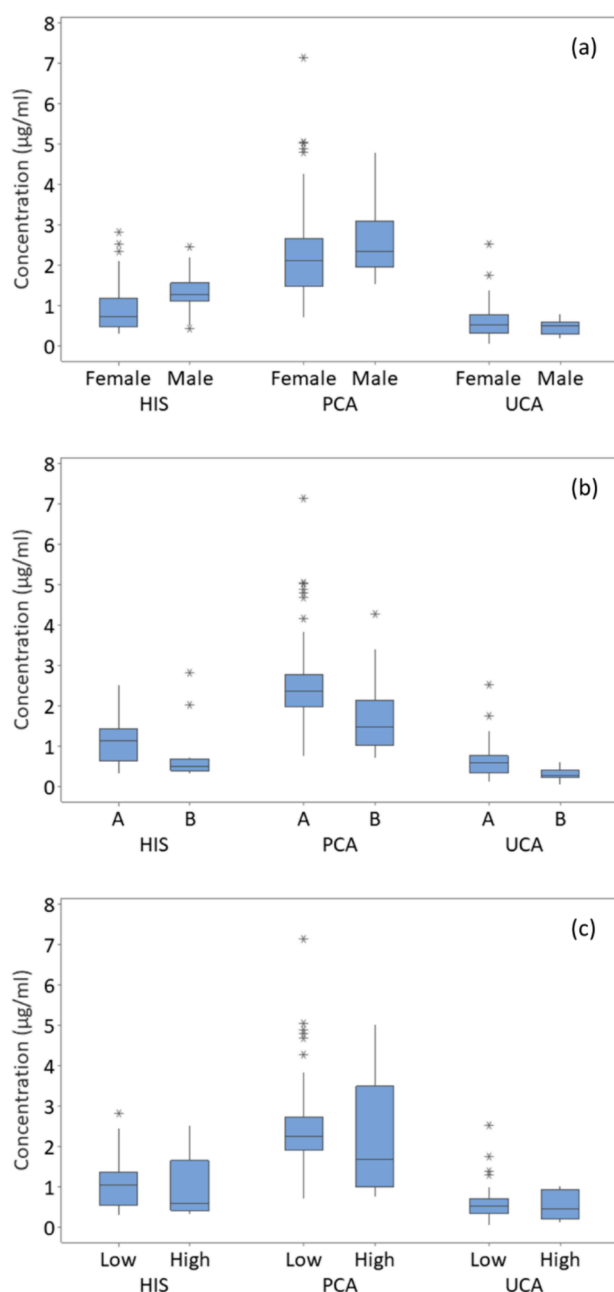 (a)
Concentration (µg/ml)
8
7
6
5
4
3
2
1
0
Female Male Female Male Female Male
HIS PCA UCA
(b)
Concentration (µg/ml)
8
7
6
5
4
3
2
1
0
A B A B A B
HIS PCA UCA
(c)
Concentration (µg/ml)
8
7
6
5
4
3
2
1
0
Low High Low High Low High
HIS PCA UCA